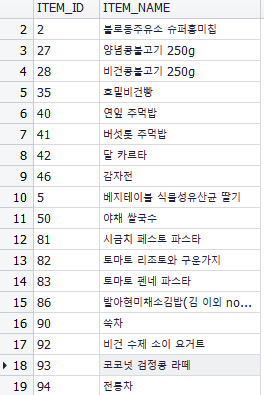 ITEM_ID ITEM_NAME
2 2 불로동주유소 슈퍼흥미침
3 27 양념콩불고기 250g
4 28 비건콩불고기 250g
5 35 호밀비건빵
6 40 연잎 주먹밥
7 41 버섯톳 주먹밥
8 42 달 카르타
9 46 감자전
10 5 베지테이블 식물성유산균 딸기
11 50 야채 쌀국수
12 81 시금치 페스트 파스타
13 82 토마토 리조트와 구운가지
14 83 토마토 펜네 파스타
15 86 발아현미채소김밥(김 이외 no...
16 90 쑥차
17 92 비건 수제 소이 요거트
18 93 코코넛 검정콩 라떼
19 94 전통차